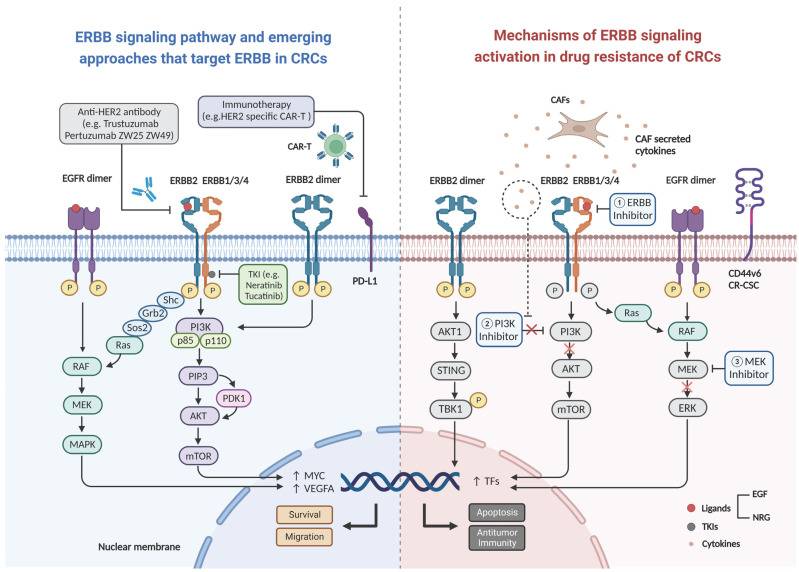 ERBB signaling pathway and emerging
approaches that target ERBB in CRCs
Mechanisms of ERBB signaling
activation in drug resistance of CRCs
Anti-HER2 antibody
(e.g. Trustuzumab
Pertuzumab ZW25 ZW49)
Immunotherapy
(e.g.HER2 specific CAR-T )
CAR-T
EGFR dimer
ERBB2 ERBB1/3/4
ERBB2 dimer
PD-L1
TKI (e.g.
Neratinib
Tucatinib)
P
P
P
P
P
P
Shc
Grb2
Sos2
Ras
PI3K
p85
p110
RAF
MEK
MAPK
PIP3
PDK1
AKT
mTOR
↑ MYC
↑ VEGFA
Survival
Migration
Nuclear membrane
CAFs
CAF secreted
cytokines
ERBB2 dimer
ERBB2 ERBB1/3/4
EGFR dimer
① ERBB
Inhibitor
CD44v6
CR-CSC
P
P
P
P
P
P
AKT1
STING
TBK1
P
② PI3K
Inhibitor
PI3K
AKT
mTOR
Ras
RAF
MEK
ERK
③ MEK
Inhibitor
↑ TFs
Apoptosis
Antitumor
Immunity
Ligands
EGF
NRG
TKIs
Cytokines